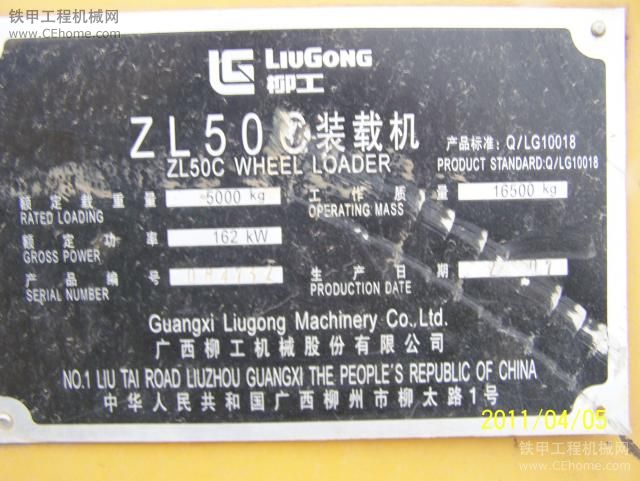 铁甲工程机械网
www.CEhome.com
LIUGONG
柳工
ZL50C装载机
产品标准：Q/LG10018
ZL50C WHEEL LOADER
PRODUCT STANDARD:Q/LG10018
额定载重量 5000 kg 工作质量 16500 kg
RATED LOADING OPERATING MASS
额定功率 162 kW
GROSS POWER
产品编号 生产日期
SERIAL NUMBER PRODUCTION DATE
Guangxi Liugong Machinery Co.,Ltd.
广西柳工机械股份有限公司
NO.1 LIU TAI ROAD LIUZHOU GUANGXI THE PEOPLE'S REPUBLIC OF CHINA
中华人民共和国广西柳州市柳太路1号
2011/04/05
铁甲工程机械网
www.CEhome.com